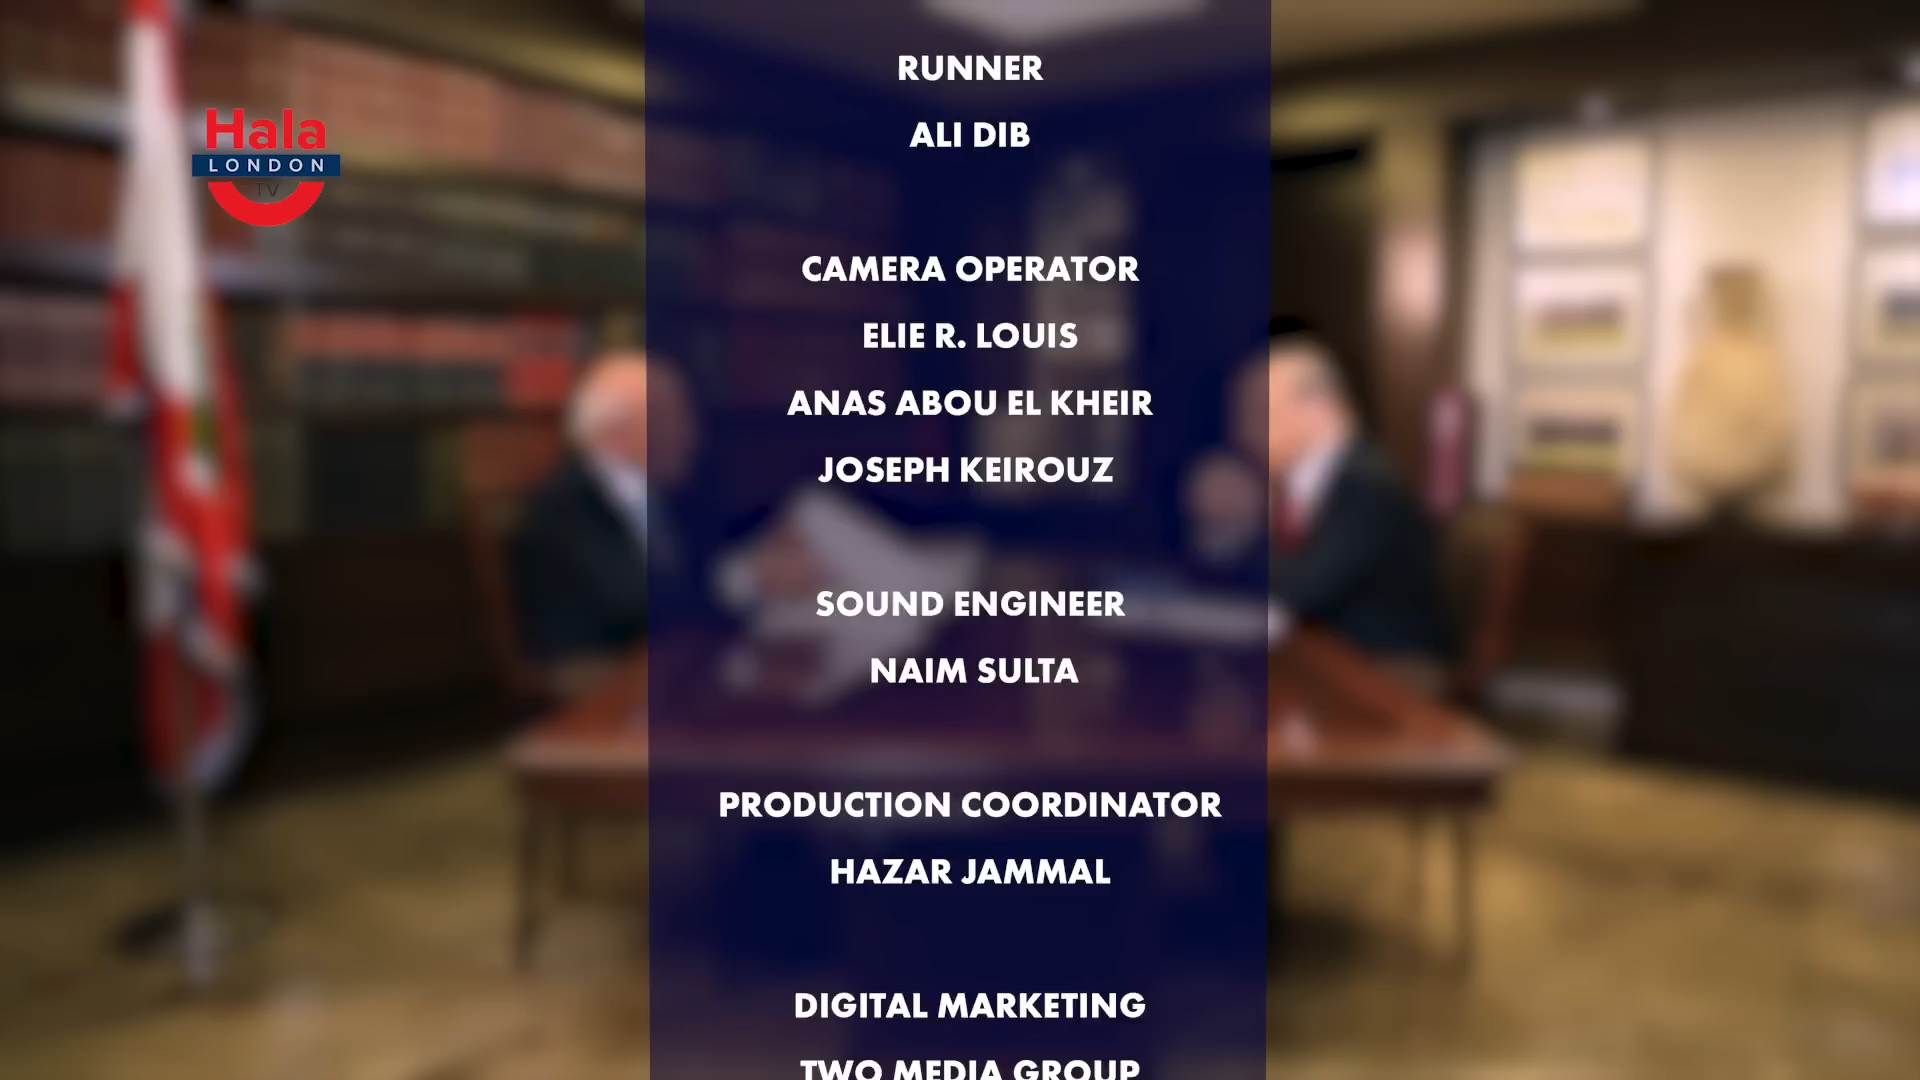 Hala
LONDON
TV
RUNNER
ALI DIB
CAMERA OPERATOR
ELIE R. LOUIS
ANAS ABOU EL KHEIR
JOSEPH KEIROUZ
SOUND ENGINEER
NAIM SULTA
PRODUCTION COORDINATOR
HAZAR JAMMAL
DIGITAL MARKETING
TWO MEDIA GROUP